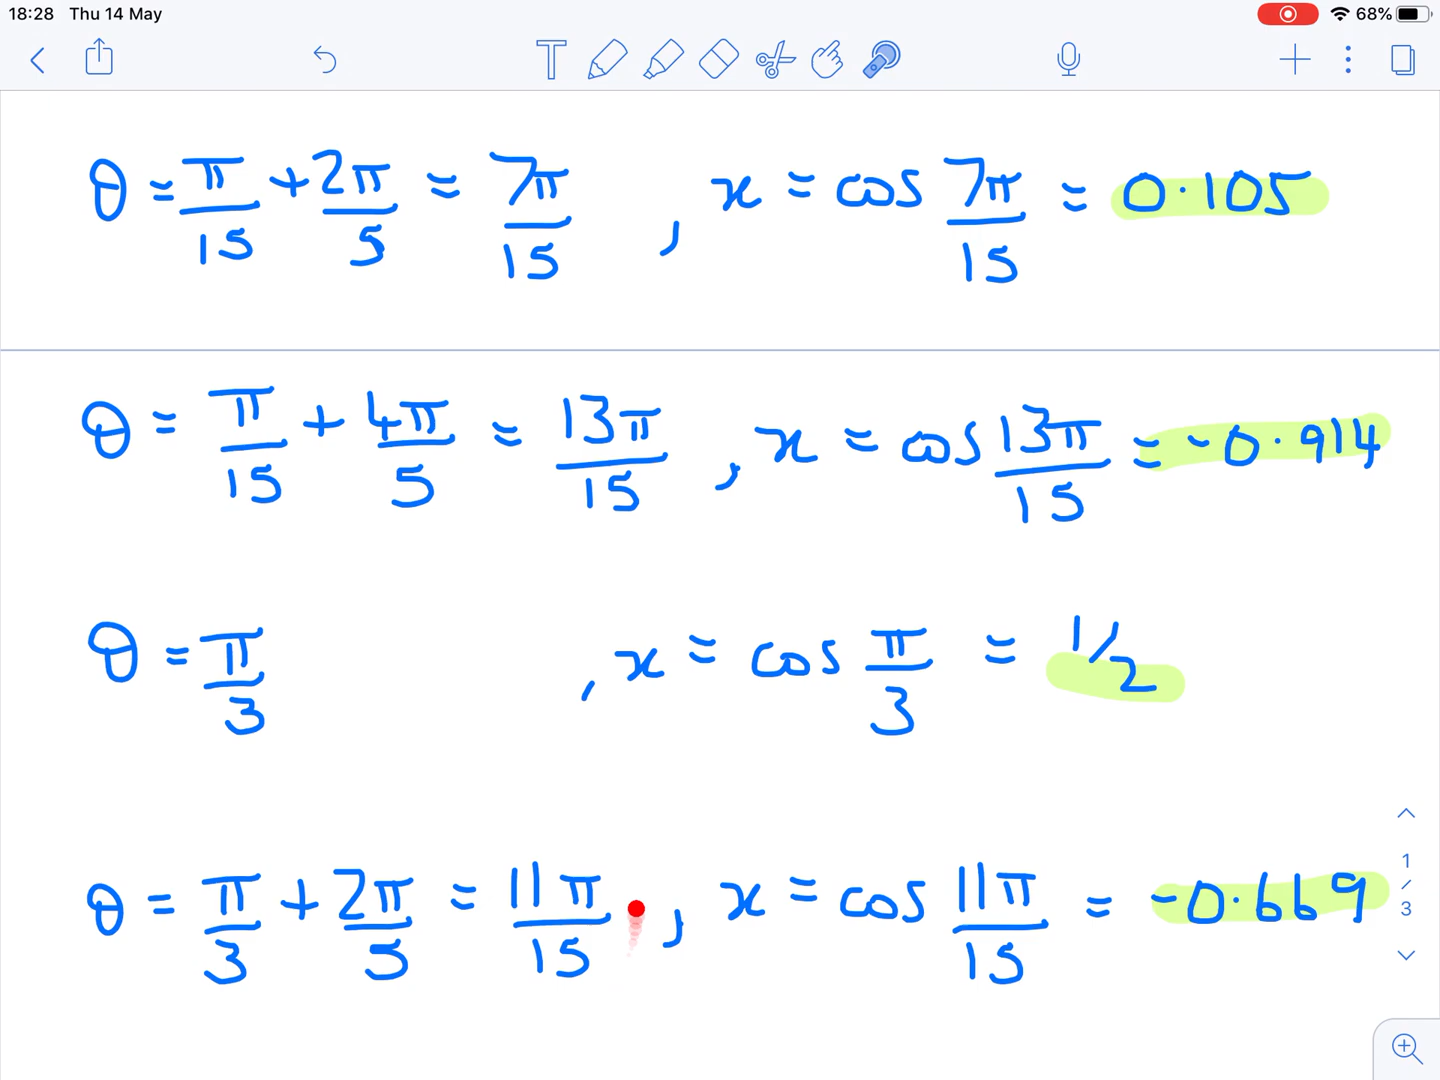 18:28 Thu 14 May 68%
θ = π/15 + 2π/5 = 7π/15 , x = cos 7π/15 = 0.105
θ = π/15 + 4π/5 = 13π/15 , x = cos 13π/15 = -0.914
θ = π/3 , x = cos π/3 = 1/2
θ = π/3 + 2π/5 = 11π/15 , x = cos 11π/15 = -0.669
1/3